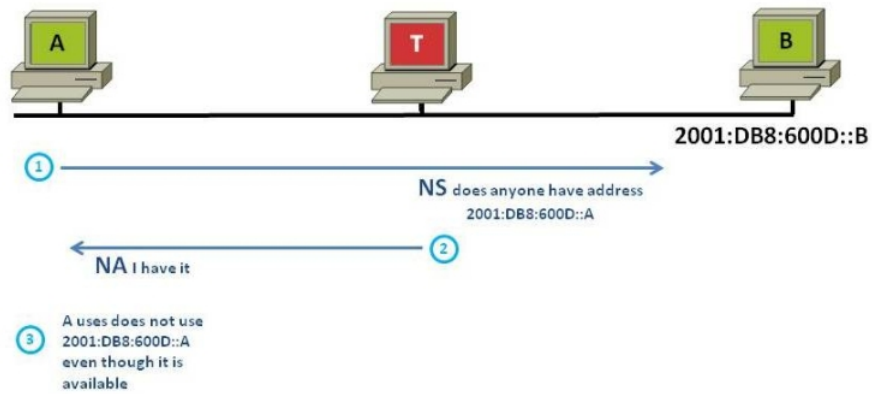 A
T
B
2001:DB8:600D::B
1
NS does anyone have address
2001:DB8:600D::A
2
NA I have it
3
A uses does not use
2001:DB8:600D::A
even though it is
available